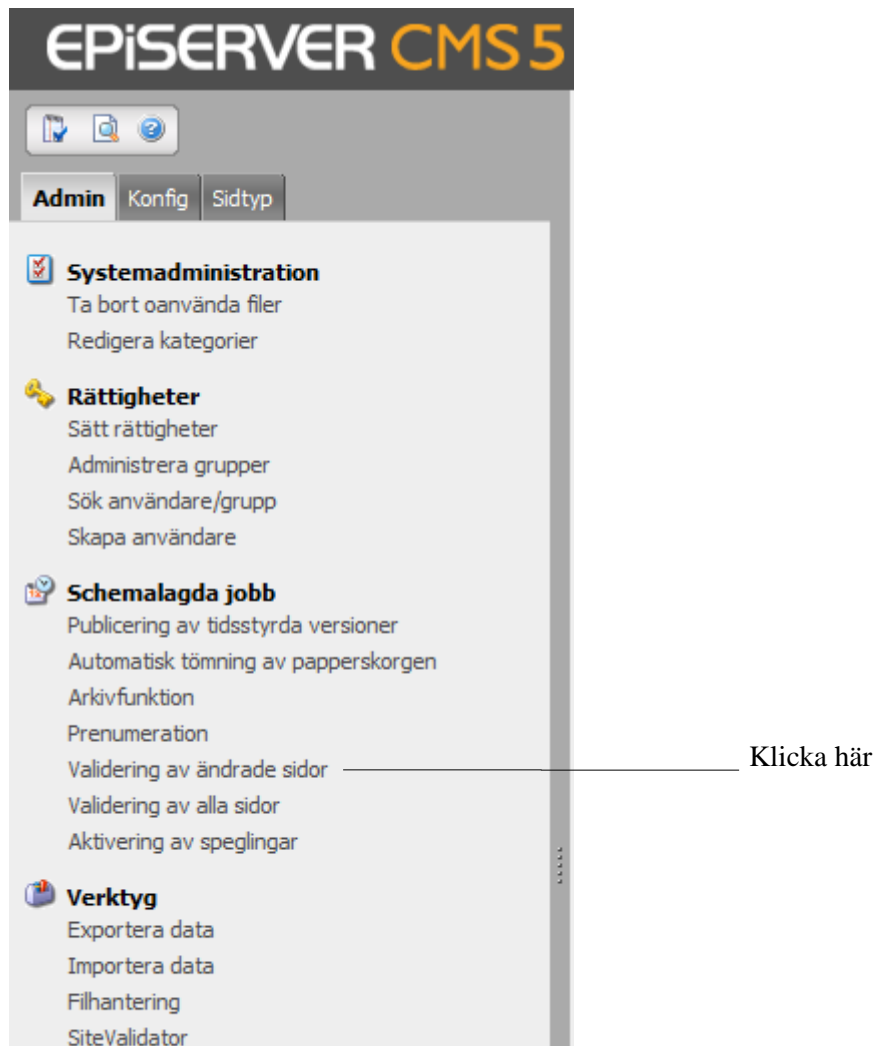 EPiSERVER CMS 5
Admin Konfig Sidtyp
Systemadministration
Ta bort oanvända filer
Redigera kategorier
Rättigheter
Sätt rättigheter
Administrera grupper
Sök användare/grupp
Skapa användare
Schemalagda jobb
Publicering av tidsstyrda versioner
Automatisk tömning av papperskorgen
Arkivfunktion
Prenumeration
Validering av ändrade sidor
Klicka här
Validering av alla sidor
Aktivering av speglingar
Verktyg
Exportera data
Importera data
Filhantering
SiteValidator